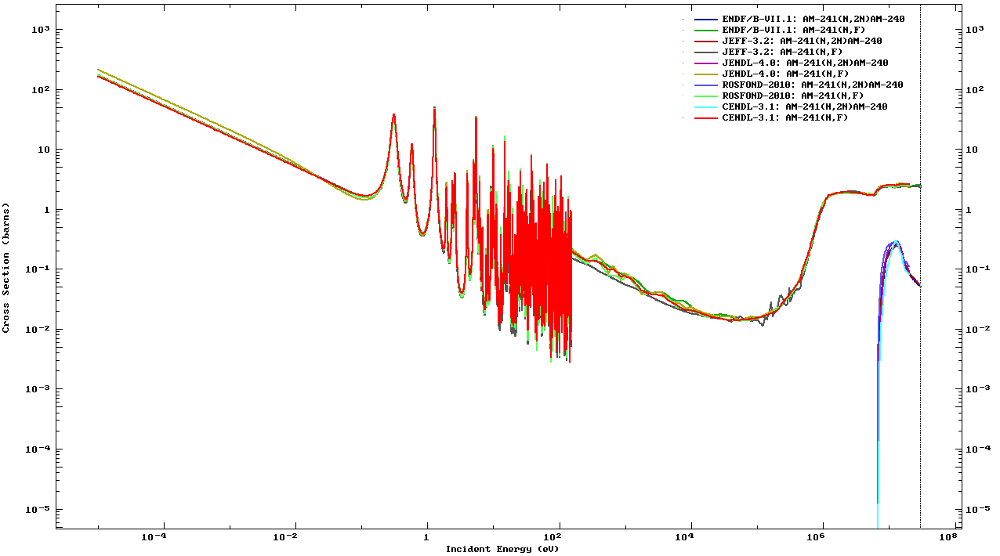 ENDF/B-VII.1: AM-241(N,2N)AM-240
ENDF/B-VII.1: AM-241(N,F)
JEFF-3.2: AM-241(N,2N)AM-240
JEFF-3.2: AM-241(N,F)
JENDL-4.0: AM-241(N,2N)AM-240
JENDL-4.0: AM-241(N,F)
ROSFOND-2010: AM-241(N,2N)AM-240
ROSFOND-2010: AM-241(N,F)
CENDL-3.1: AM-241(N,2N)AM-240
CENDL-3.1: AM-241(N,F)
10³ 10³
10² 10²
10 10
1 1
10⁻¹ 10⁻¹
10⁻² 10⁻²
10⁻³ 10⁻³
10⁻⁴ 10⁻⁴
10⁻⁵ 10⁻⁵
Cross Section (barns)
10⁻⁴ 10⁻² 1 10² 10⁴ 10⁶ 10⁸
Incident Energy (eV)